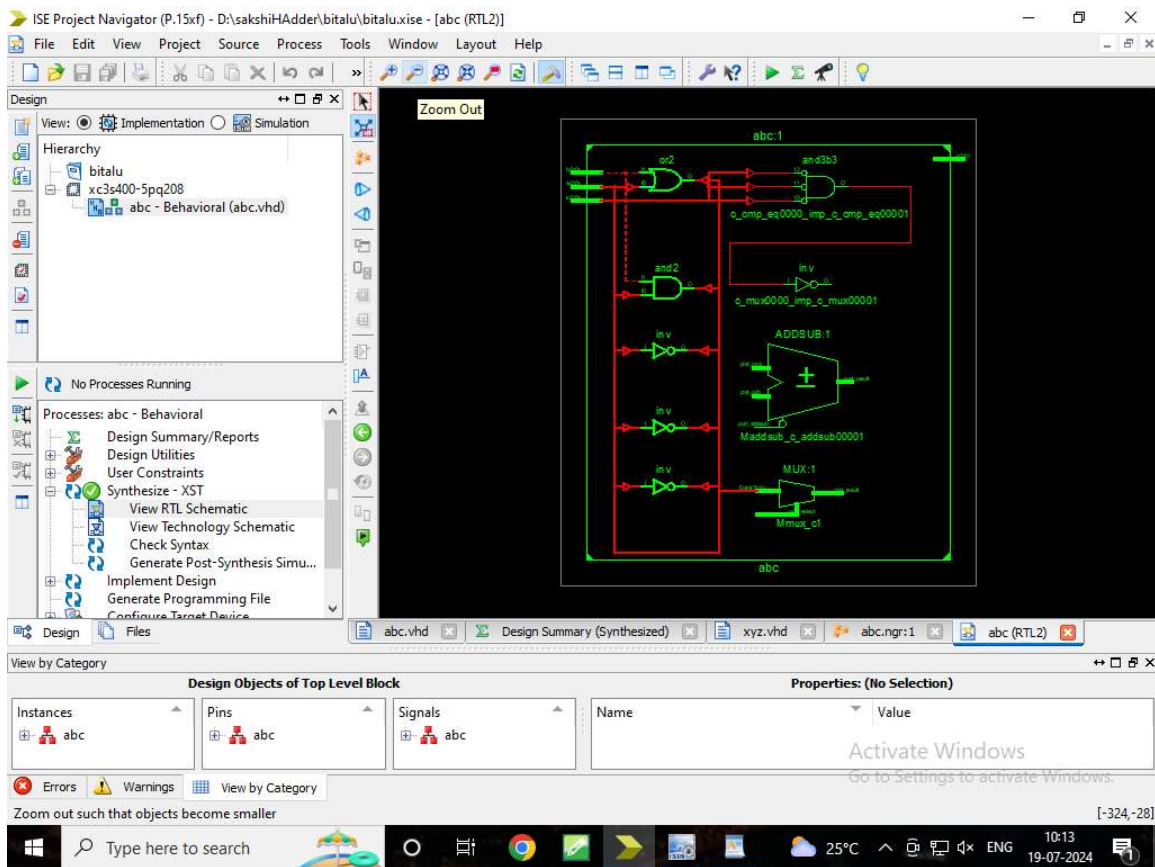 ISE Project Navigator (P.15xf) - D:\sakshiHAdder\bitalu\bitalu.xise - [abc (RTL2)]
File Edit View Project Source Process Tools Window Layout Help
Design
Zoom Out
View: Implementation Simulation
Hierarchy
bitalu
xc3s400-5pq208
abc - Behavioral (abc.vhd)
abc:1
or2 and3b3
c_cmp_eq0000_imp_c_cmp_eq00001
and2 inv
c_mux0000_imp_c_mux00001
inv ADDSUB:1
No Processes Running
Processes: abc - Behavioral
inv
Maddsub_c_addsub00001
Design Summary/Reports
Design Utilities
User Constraints
inv MUX:1
Synthesize - XST
View RTL Schematic
Mmux_c1
View Technology Schematic
Check Syntax
Generate Post-Synthesis Simu...
abc
Implement Design
Generate Programming File
Configure Target Device
Design Files
abc.vhd Design Summary (Synthesized) xyz.vhd abc.ngr:1 abc (RTL2)
View by Category
Design Objects of Top Level Block Properties: (No Selection)
Instances Pins Signals Name Value
abc abc abc
Activate Windows
Go to Settings to activate Windows.
Errors Warnings View by Category
Zoom out such that objects become smaller [-324,-28]
Type here to search 25°C ENG 10:13
19-07-2024